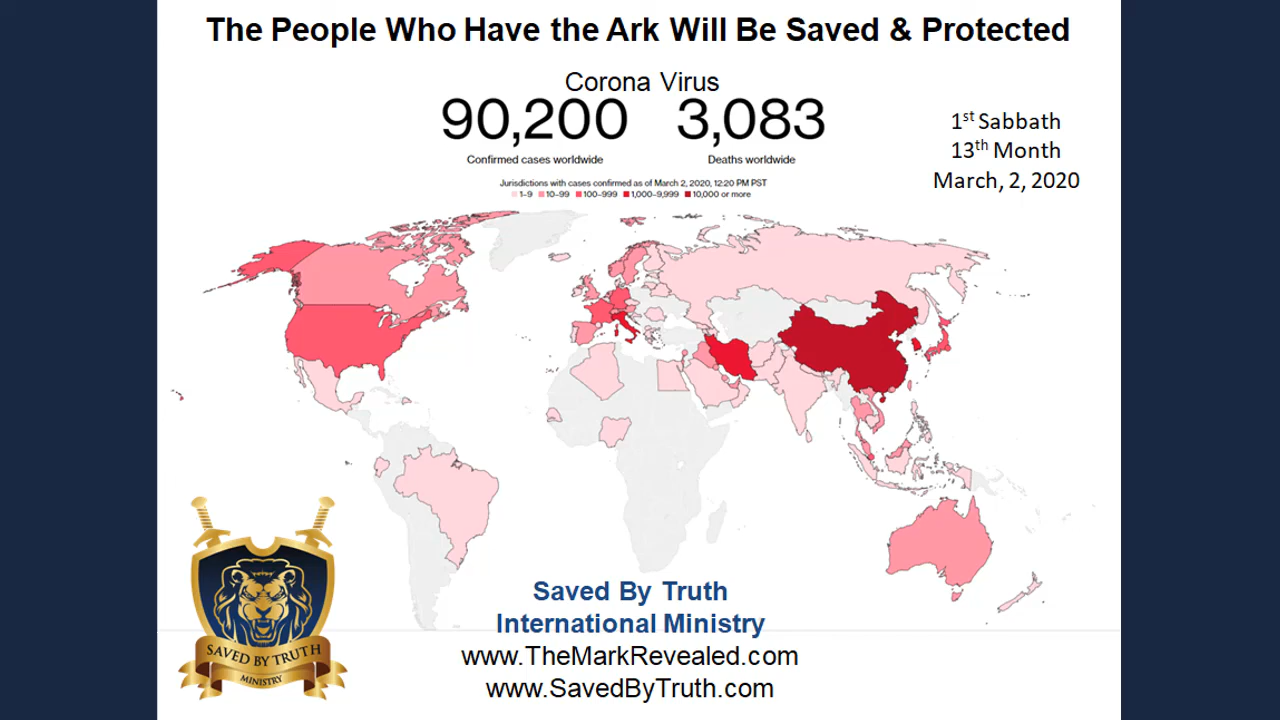 The People Who Have the Ark Will Be Saved & Protected
Corona Virus
90,200 3,083
Confirmed cases worldwide Deaths worldwide
1st Sabbath
13th Month
March, 2, 2020
Jurisdictions with cases confirmed as of March 2, 2020, 12:20 PM PST
1–9 10–99 100–999 1,000–9,999 10,000 or more
SAVED BY TRUTH
MINISTRY
Saved By Truth
International Ministry
www.TheMarkRevealed.com
www.SavedByTruth.com